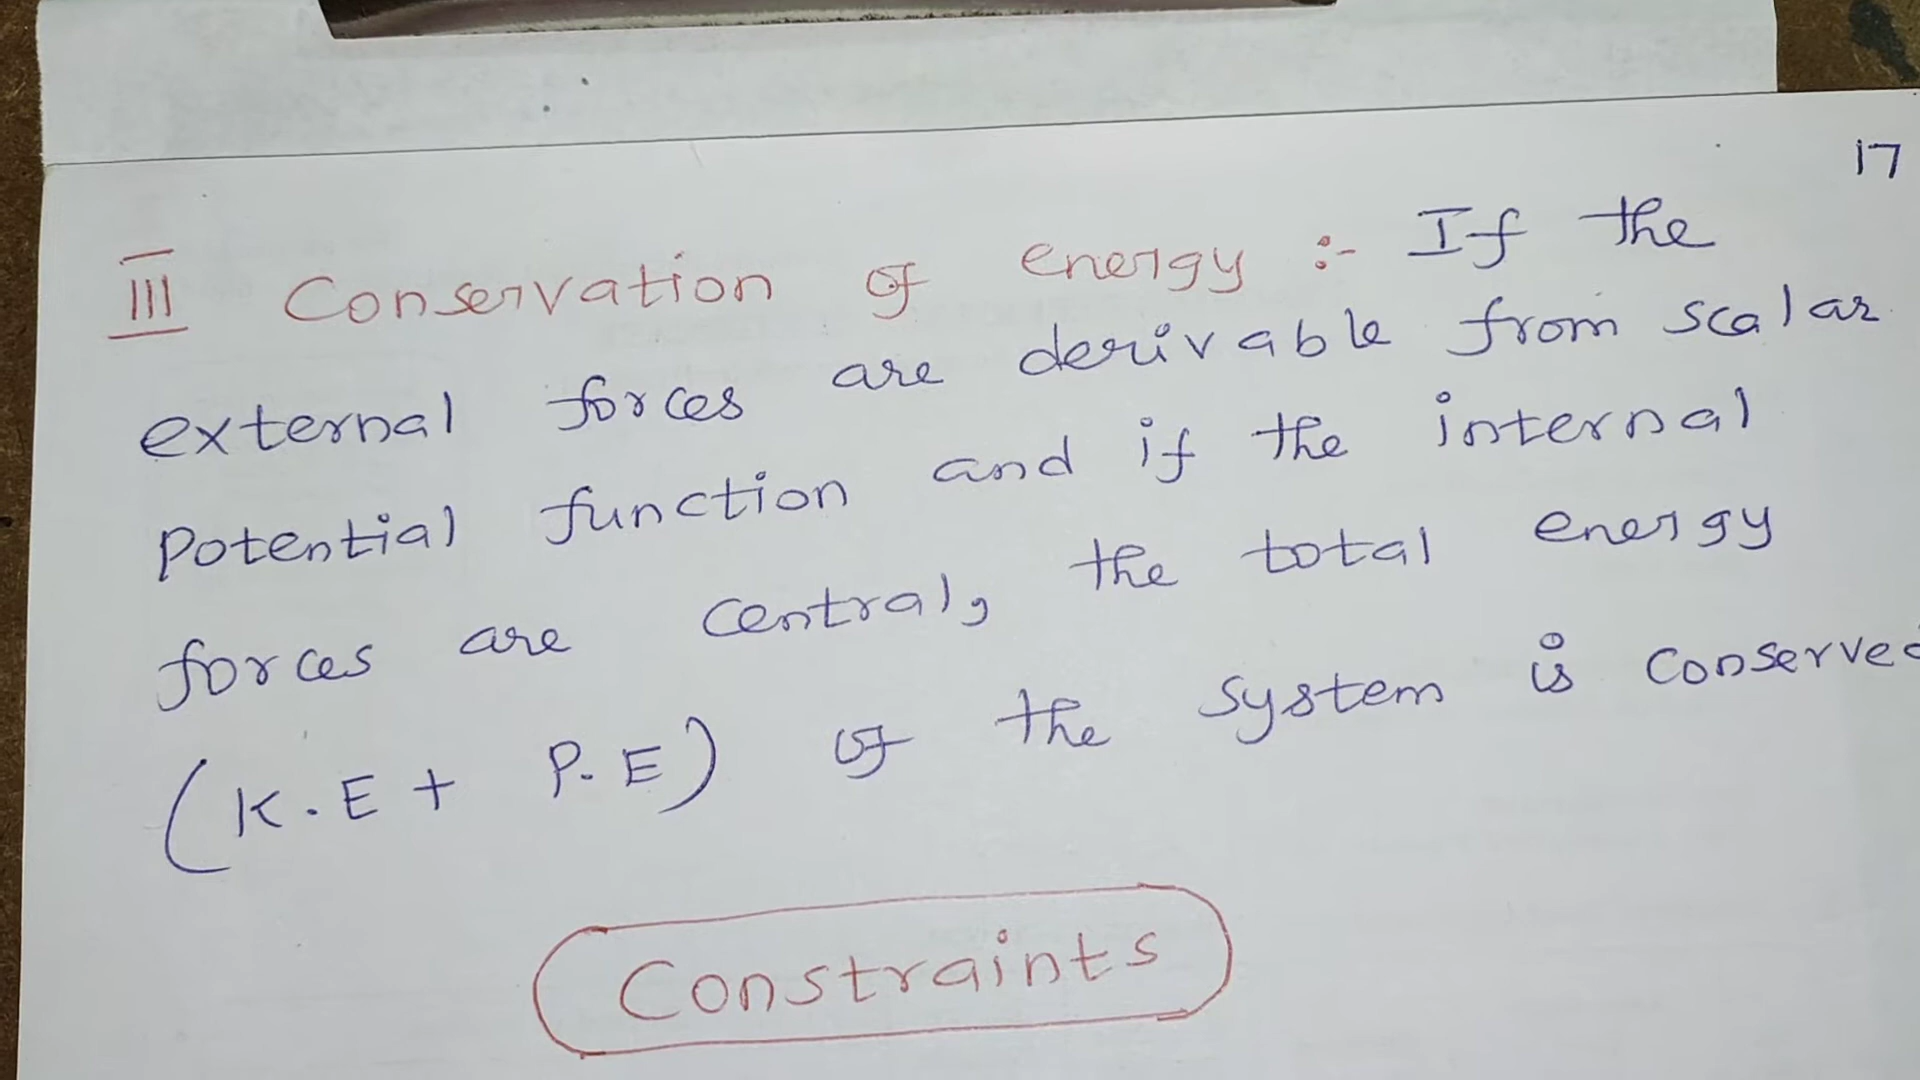 17
III Conservation of energy :- If the
external forces are derivable from scalar
potential function and if the internal
forces are central, the total energy
(K.E + P.E) of the system is conserved
Constraints